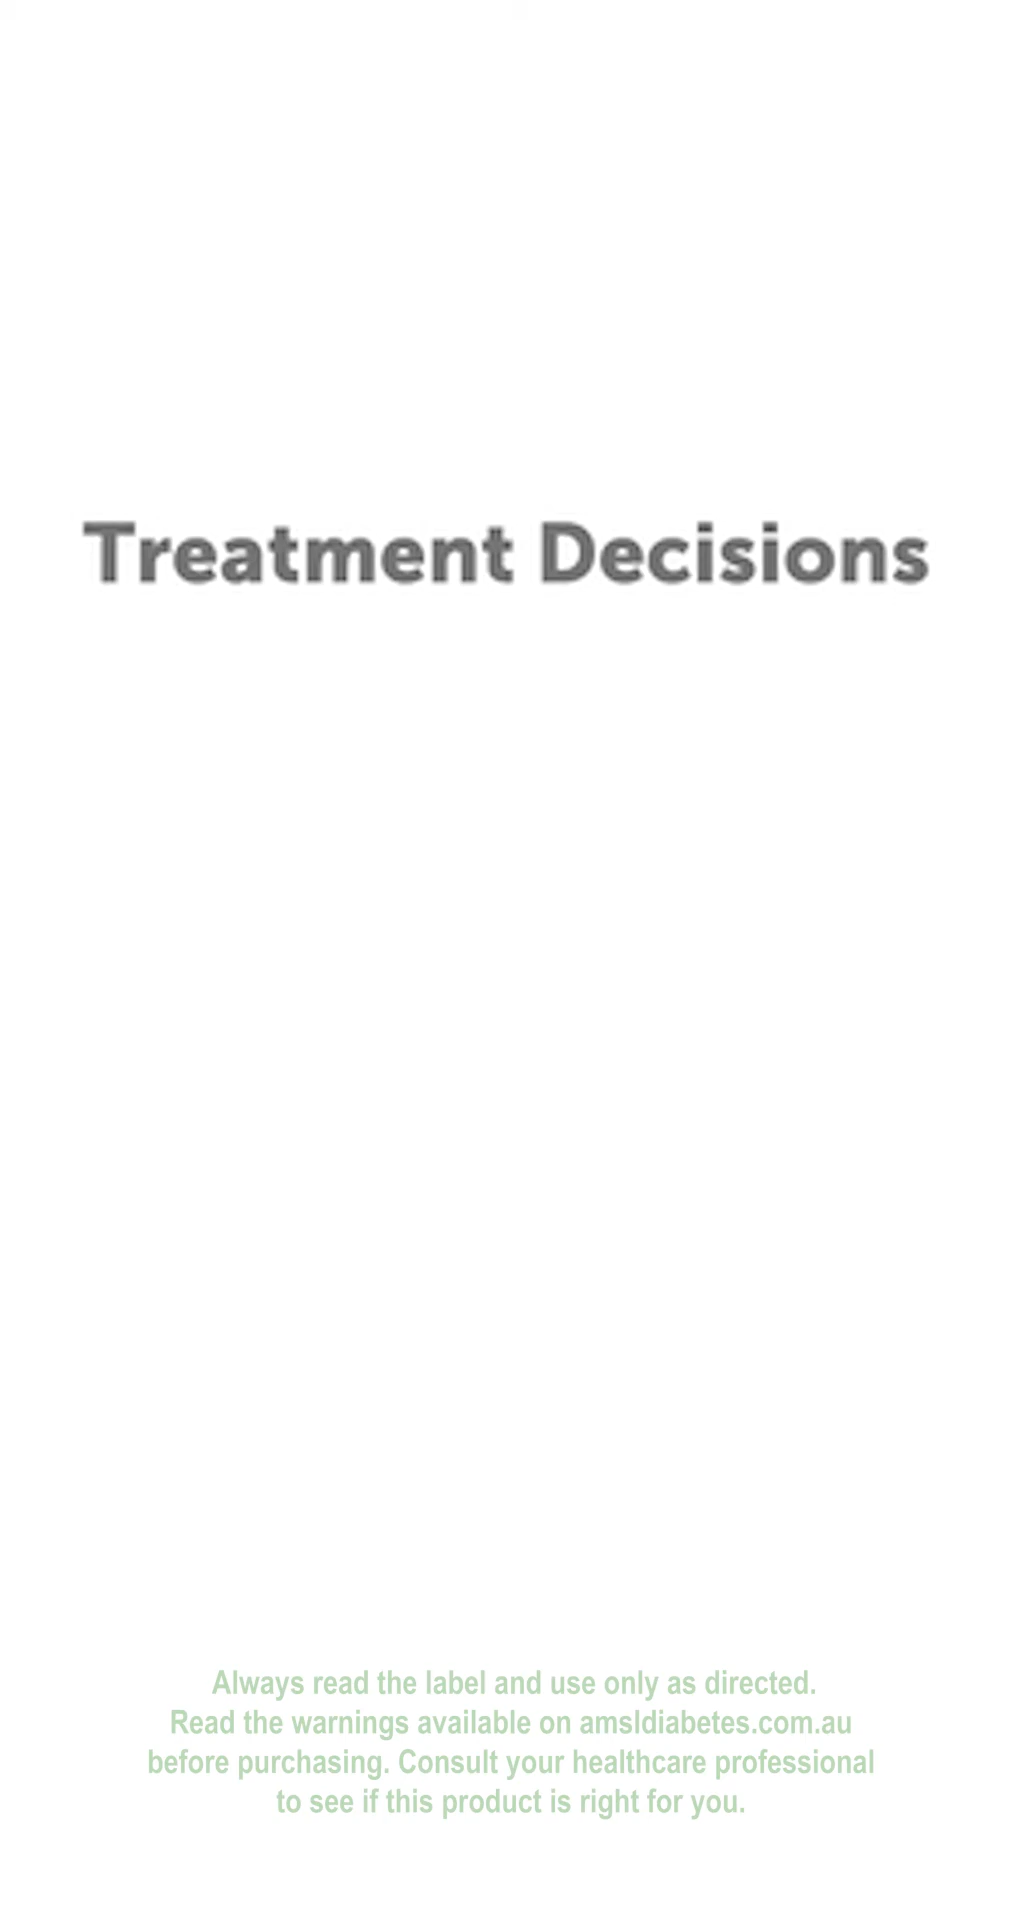 Treatment Decisions
Always read the label and use only as directed.
Read the warnings available on amsldiabetes.com.au
before purchasing. Consult your healthcare professional
to see if this product is right for you.